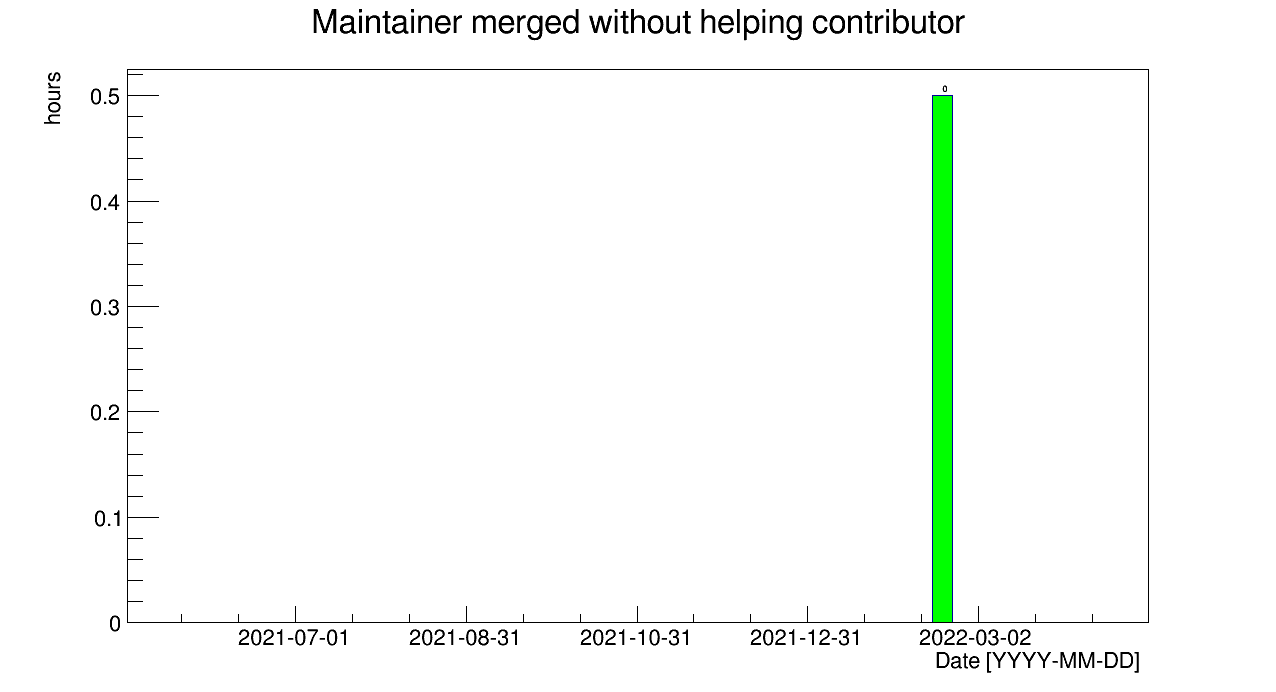 Maintainer merged without helping contributor
hours
0.5
0
0.4
0.3
0.2
0.1
0
2021-07-01 2021-08-31 2021-10-31 2021-12-31 2022-03-02
Date [YYYY-MM-DD]